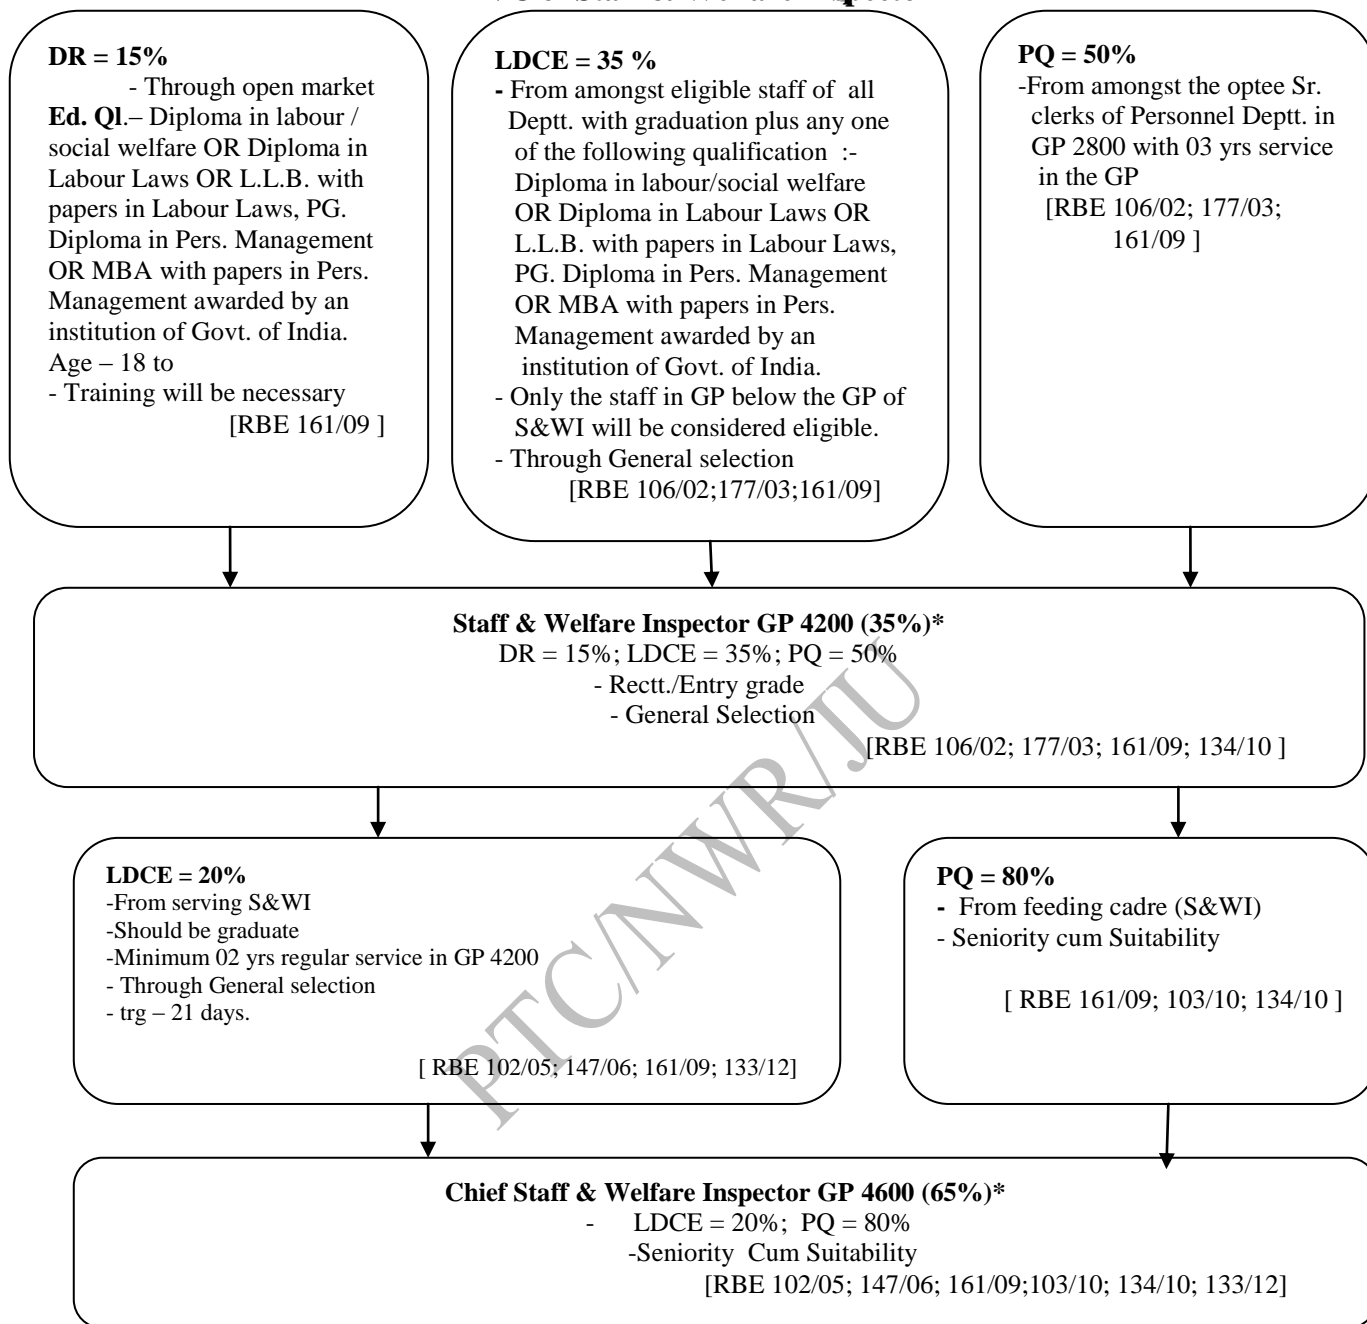 DR = 15%
- Through open market
Ed. Ql.– Diploma in labour /
social welfare OR Diploma in
Labour Laws OR L.L.B. with
papers in Labour Laws, PG.
Diploma in Pers. Management
OR MBA with papers in Pers.
Management awarded by an
institution of Govt. of India.
Age – 18 to
- Training will be necessary
[RBE 161/09 ]
LDCE = 35 %
- From amongst eligible staff of all
Deptt. with graduation plus any one
of the following qualification :-
Diploma in labour/social welfare
OR Diploma in Labour Laws OR
L.L.B. with papers in Labour Laws,
PG. Diploma in Pers. Management
OR MBA with papers in Pers.
Management awarded by an
institution of Govt. of India.
- Only the staff in GP below the GP of
S&WI will be considered eligible.
- Through General selection
[RBE 106/02;177/03;161/09]
PQ = 50%
-From amongst the optee Sr.
clerks of Personnel Deptt. in
GP 2800 with 03 yrs service
in the GP
[RBE 106/02; 177/03;
161/09 ]
Staff & Welfare Inspector GP 4200 (35%)*
DR = 15%; LDCE = 35%; PQ = 50%
- Rectt./Entry grade
- General Selection
[RBE 106/02; 177/03; 161/09; 134/10 ]
PTC/NWR/JU
LDCE = 20%
-From serving S&WI
-Should be graduate
-Minimum 02 yrs regular service in GP 4200
- Through General selection
- trg – 21 days.
[ RBE 102/05; 147/06; 161/09; 133/12]
PQ = 80%
- From feeding cadre (S&WI)
- Seniority cum Suitability
[ RBE 161/09; 103/10; 134/10 ]
Chief Staff & Welfare Inspector GP 4600 (65%)*
- LDCE = 20%; PQ = 80%
-Seniority Cum Suitability
[RBE 102/05; 147/06; 161/09;103/10; 134/10; 133/12]